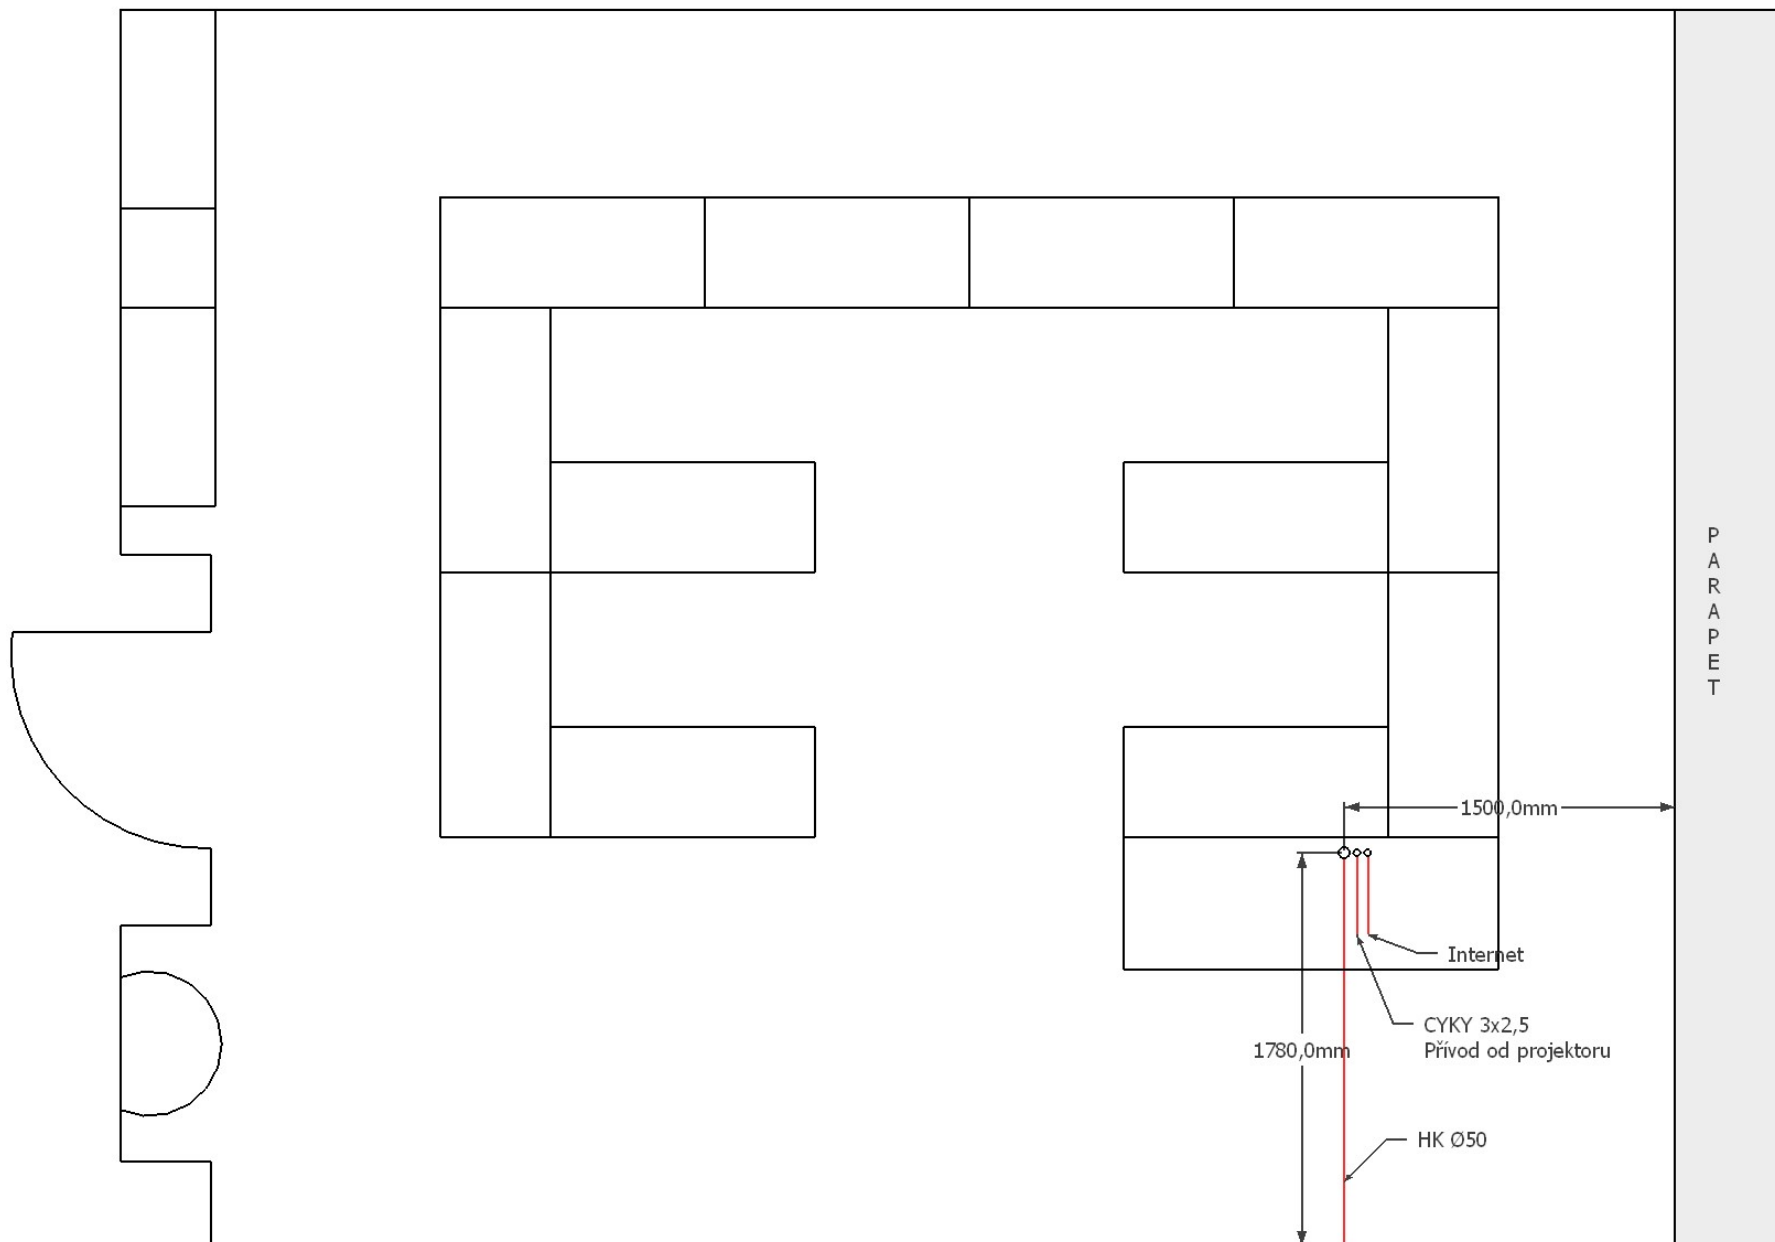 P
A
R
A
P
E
T
1500,0mm
Internet
CYKY 3x2,5
Přívod od projektoru
1780,0mm
HK Ø50